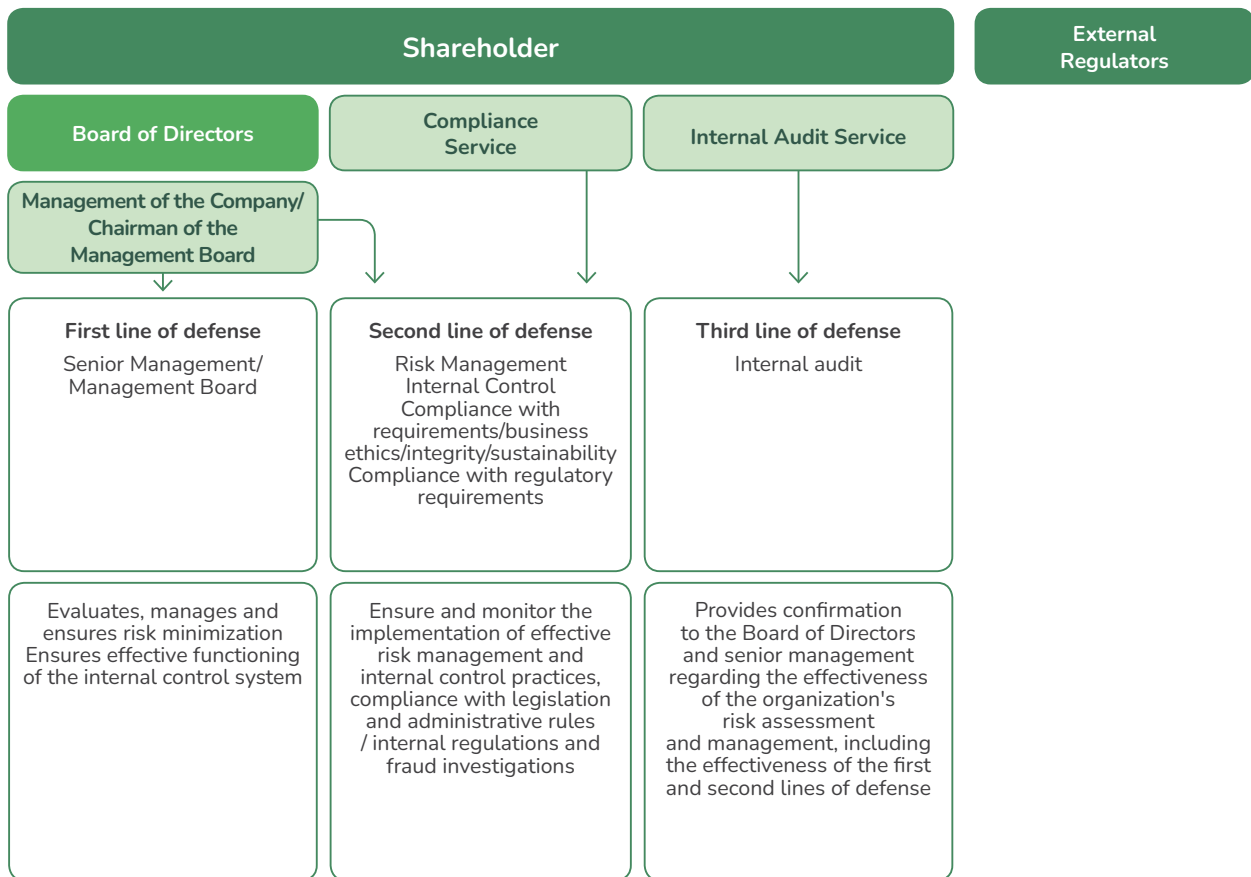 Shareholder
External
Regulators
Board of Directors
Compliance
Service
Internal Audit Service
Management of the Company/
Chairman of the
Management Board
First line of defense
Senior Management/
Management Board
Second line of defense
Risk Management
Internal Control
Compliance with
requirements/business
ethics/integrity/sustainability
Compliance with regulatory
requirements
Third line of defense
Internal audit
Evaluates, manages and
ensures risk minimization
Ensures effective functioning
of the internal control system
Ensure and monitor the
implementation of effective
risk management and
internal control practices,
compliance with legislation
and administrative rules
/ internal regulations and
fraud investigations
Provides confirmation
to the Board of Directors
and senior management
regarding the effectiveness
of the organization's
risk assessment
and management, including
the effectiveness of the first
and second lines of defense